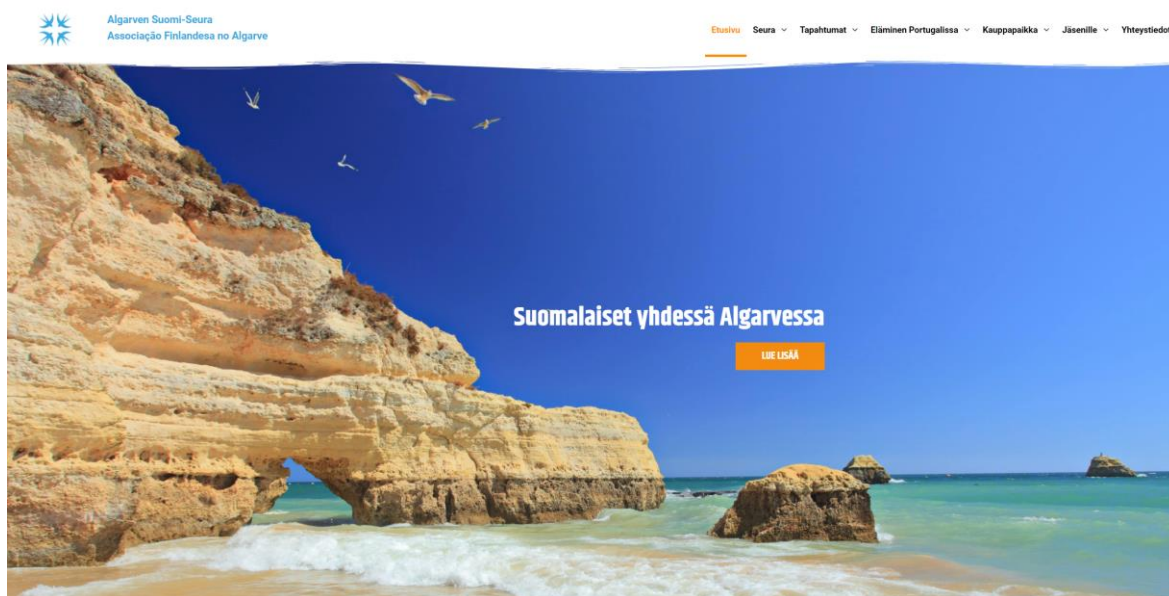 Algarven Suomi-Seura
Associação Finlandesa no Algarve
Etusivu Seura Tapahtumat Eläminen Portugalissa Kauppapaikka Jäsenille Yhteystiedot
Suomalaiset yhdessä Algarvessa
LUE LISÄÄ